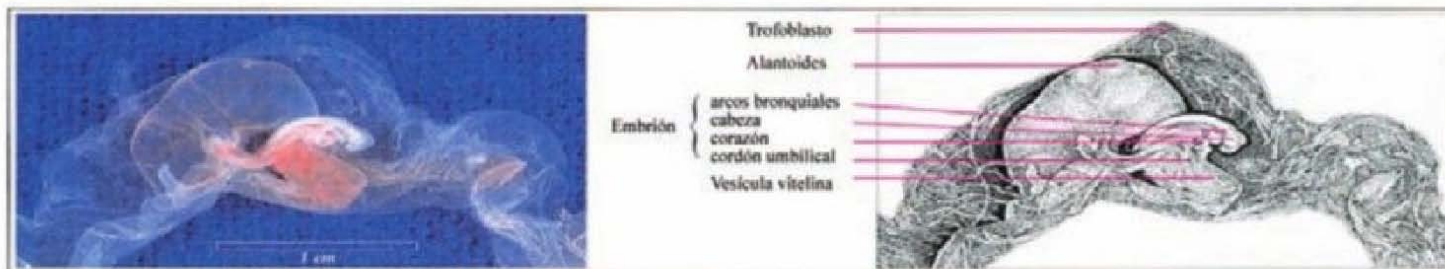 Trofoblasto
Alantoides
Embrión
arcos bronquiales
cabeza
corazón
cordón umbilical
Vesícula vitelina
1 cm